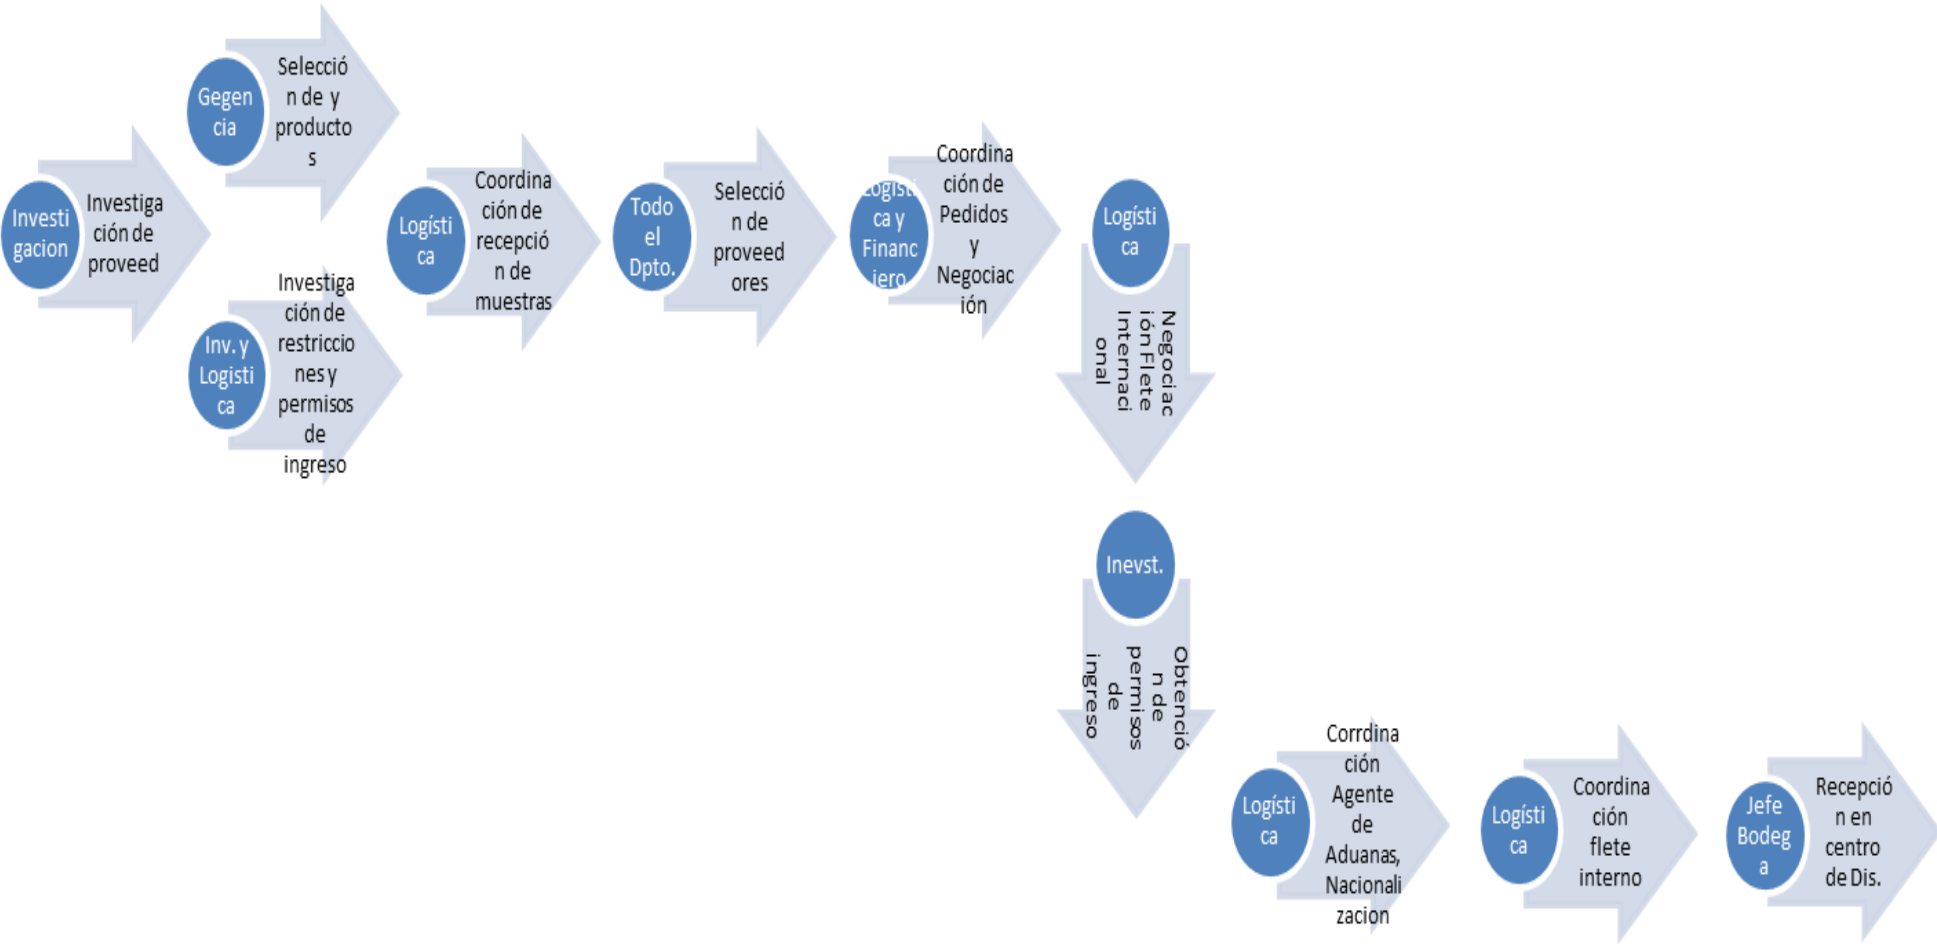 Investi
gacion
Investiga
ción de
proveed
Gegen
cia
Selecció
n de y
producto
s
Inv. y
Logisti
ca
Investiga
ción de
restriccio
nes y
permisos
de
ingreso
Logísti
ca
Coordina
ción de
recepció
n de
muestras
Todo
el
Dpto.
Selecció
n de
proveed
ores
Logísti
ca y
Financ
iero
Coordina
ción de
Pedidos
y
Negociac
ión
Logísti
ca
Negociac
ión Flete
Internaci
onal
Inevst.
Obtenció
n de
permisos
de
ingreso
Logísti
ca
Corrdina
ción
Agente
de
Aduanas,
Nacionali
zacion
Logísti
ca
Coordina
ción
flete
interno
Jefe
Bodeg
a
Recepció
n en
centro
de Dis.